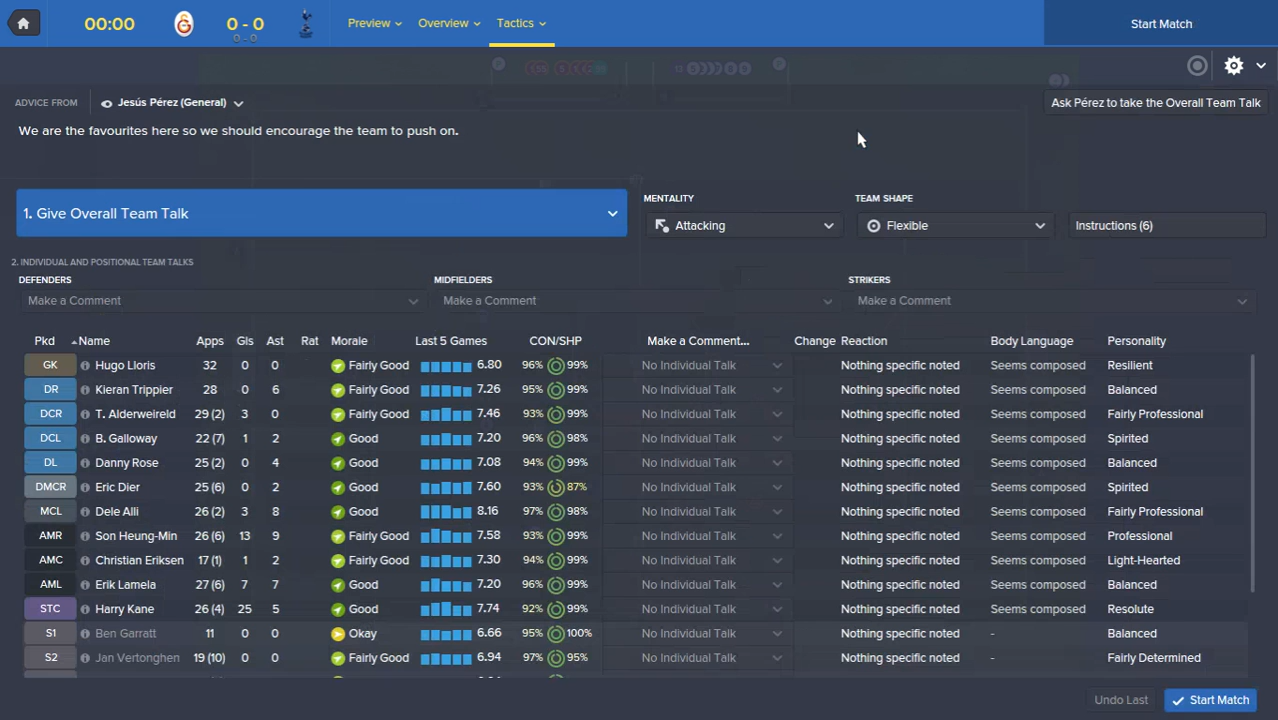 00:00 0 - 0 Preview Overview Tactics Start Match
0 - 0
ADVICE FROM Jesús Pérez (General) Ask Pérez to take the Overall Team Talk
We are the favourites here so we should encourage the team to push on.
MENTALITY TEAM SHAPE
1. Give Overall Team Talk Attacking Flexible Instructions (6)
2. INDIVIDUAL AND POSITIONAL TEAM TALKS
DEFENDERS MIDFIELDERS STRIKERS
Make a Comment Make a Comment Make a Comment
Pkd Name Apps Gls Ast Rat Morale Last 5 Games CON/SHP Make a Comment... Change Reaction Body Language Personality
GK Hugo Lloris 32 0 0 Fairly Good 6.80 96% 99% No Individual Talk Nothing specific noted Seems composed Resilient
DR Kieran Trippier 28 0 6 Fairly Good 7.26 95% 99% No Individual Talk Nothing specific noted Seems composed Balanced
DCR T. Alderweireld 29 (2) 3 0 Fairly Good 7.46 93% 99% No Individual Talk Nothing specific noted Seems composed Fairly Professional
DCL B. Galloway 22 (7) 1 2 Good 7.20 96% 98% No Individual Talk Nothing specific noted Seems composed Spirited
DL Danny Rose 25 (2) 0 4 Good 7.08 94% 99% No Individual Talk Nothing specific noted Seems composed Balanced
DMCR Eric Dier 25 (6) 0 2 Good 7.60 93% 87% No Individual Talk Nothing specific noted Seems composed Spirited
MCL Dele Alli 26 (2) 3 8 Good 8.16 97% 98% No Individual Talk Nothing specific noted Seems composed Fairly Professional
AMR Son Heung-Min 26 (6) 13 9 Fairly Good 7.58 93% 99% No Individual Talk Nothing specific noted Seems composed Professional
AMC Christian Eriksen 17 (1) 1 2 Fairly Good 7.30 94% 99% No Individual Talk Nothing specific noted Seems composed Light-Hearted
AML Erik Lamela 27 (6) 7 7 Good 7.20 96% 99% No Individual Talk Nothing specific noted Seems composed Balanced
STC Harry Kane 26 (4) 25 5 Good 7.74 92% 99% No Individual Talk Nothing specific noted Seems composed Resolute
S1 Ben Garratt 11 0 0 Okay 6.66 95% 100% No Individual Talk Nothing specific noted - Balanced
S2 Jan Vertonghen 19 (10) 0 0 Fairly Good 6.94 97% 95% No Individual Talk Nothing specific noted - Fairly Determined
Undo Last Start Match